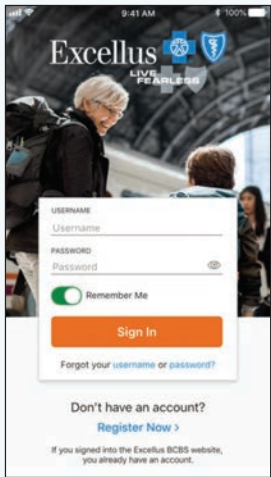 9:41 AM
100%
Excellus
LIVE
FEARLESS
USERNAME
Username
PASSWORD
Password
Remember Me
Sign In
Forgot your username or password?
Don't have an account?
Register Now >
If you signed into the Excellus BCBS website,
you already have an account.